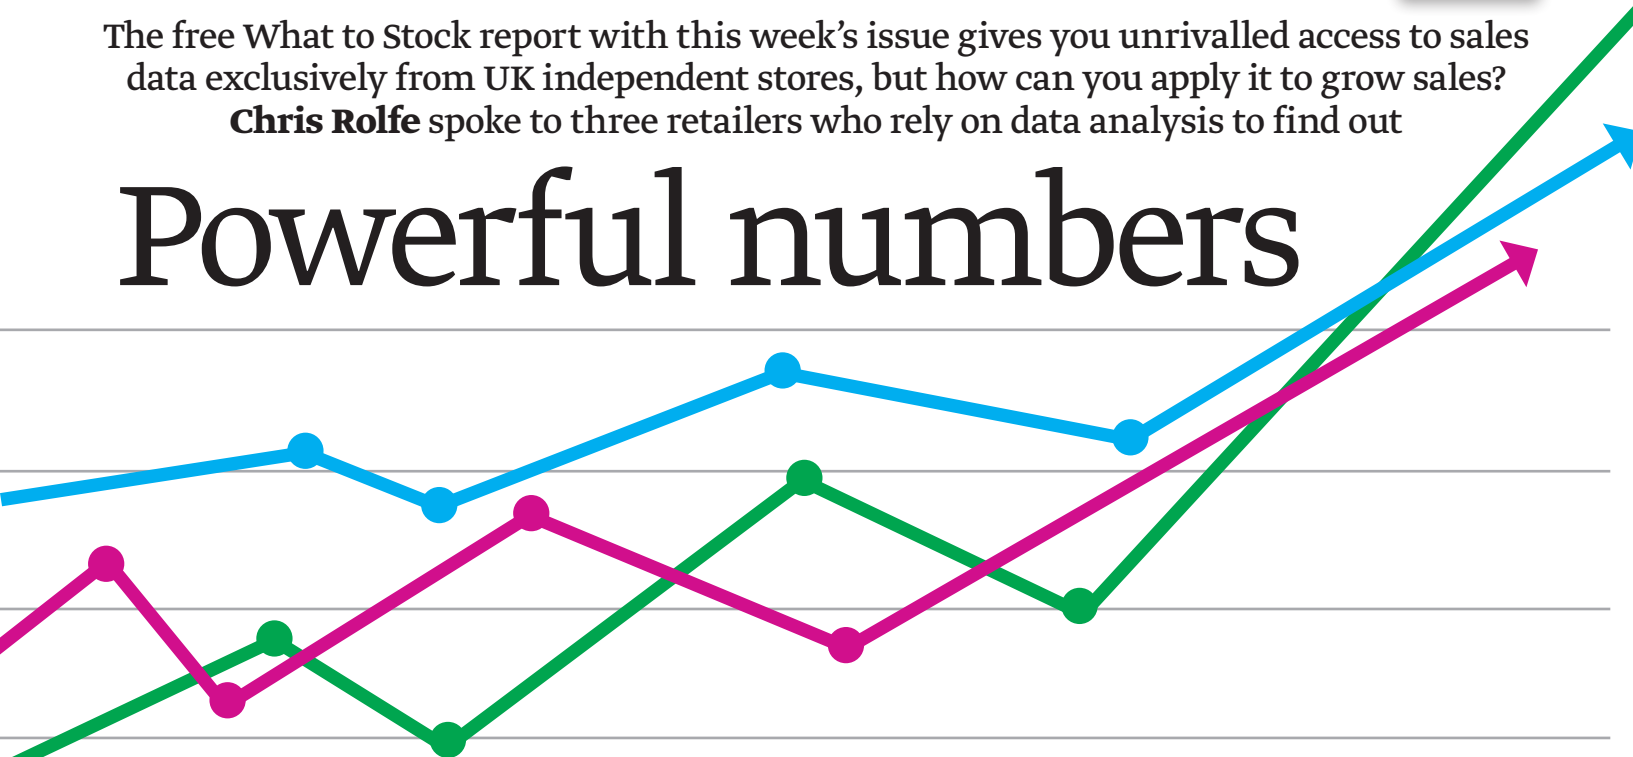 The free What to Stock report with this week’s issue gives you unrivalled access to sales
data exclusively from UK independent stores, but how can you apply it to grow sales?
Chris Rolfe spoke to three retailers who rely on data analysis to find out
Powerful numbers